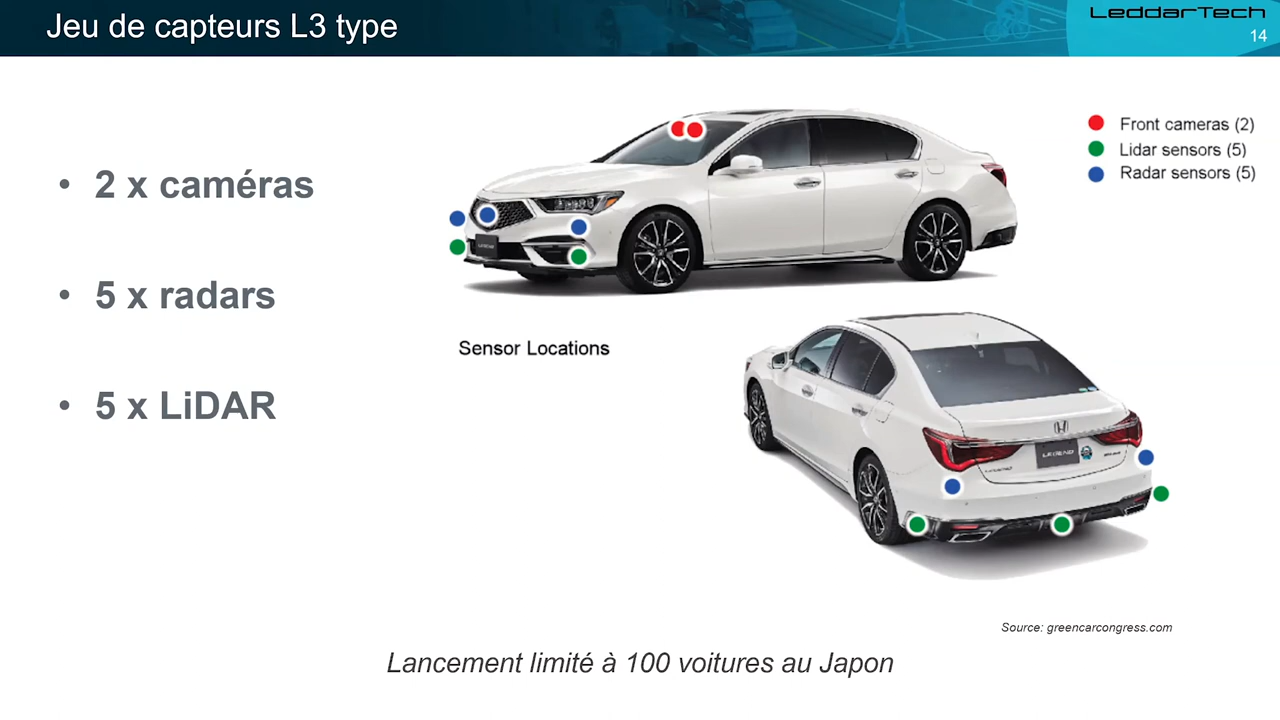 Jeu de capteurs L3 type
LeddarTech
14
• 2 x caméras
• 5 x radars
• 5 x LiDAR
Front cameras (2)
Lidar sensors (5)
Radar sensors (5)
Sensor Locations
LEGEND
Source: greencarcongress.com
Lancement limité à 100 voitures au Japon